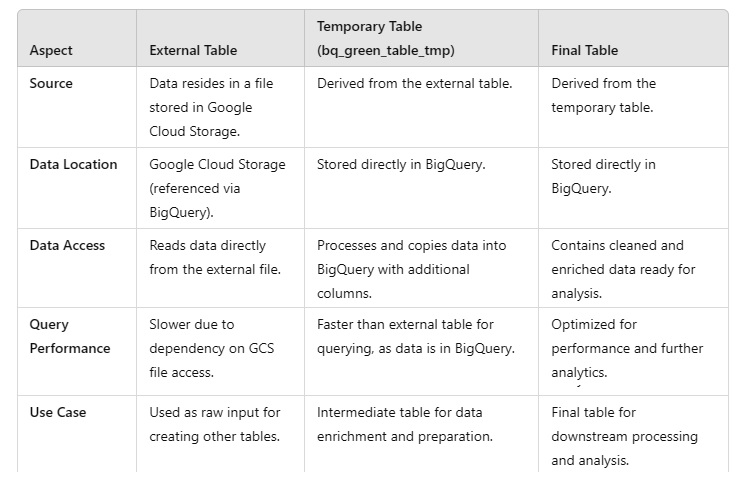 Aspect
External Table
Temporary Table
(bq_green_table_tmp)
Final Table
Source
Data resides in a file
stored in Google
Cloud Storage.
Derived from the external table.
Derived from the
temporary table.
Data Location
Google Cloud Storage
(referenced via
BigQuery).
Stored directly in BigQuery.
Stored directly in
BigQuery.
Data Access
Reads data directly
from the external file.
Processes and copies data into
BigQuery with additional
columns.
Contains cleaned and
enriched data ready for
analysis.
Query
Performance
Slower due to
dependency on GCS
file access.
Faster than external table for
querying, as data is in BigQuery.
Optimized for
performance and further
analytics.
Use Case
Used as raw input for
creating other tables.
Intermediate table for data
enrichment and preparation.
Final table for
downstream processing
and analysis.